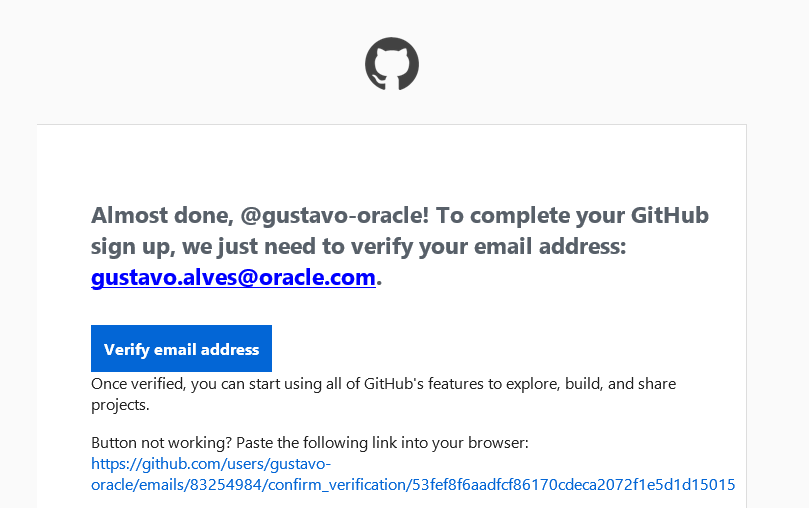 Almost done, @gustavo-oracle! To complete your GitHub
sign up, we just need to verify your email address:
gustavo.alves@oracle.com.
Verify email address
Once verified, you can start using all of GitHub's features to explore, build, and share
projects.
Button not working? Paste the following link into your browser:
https://github.com/users/gustavo-
oracle/emails/83254984/confirm_verification/53fef8f6aadfcf86170cdeca2072f1e5d1d15015